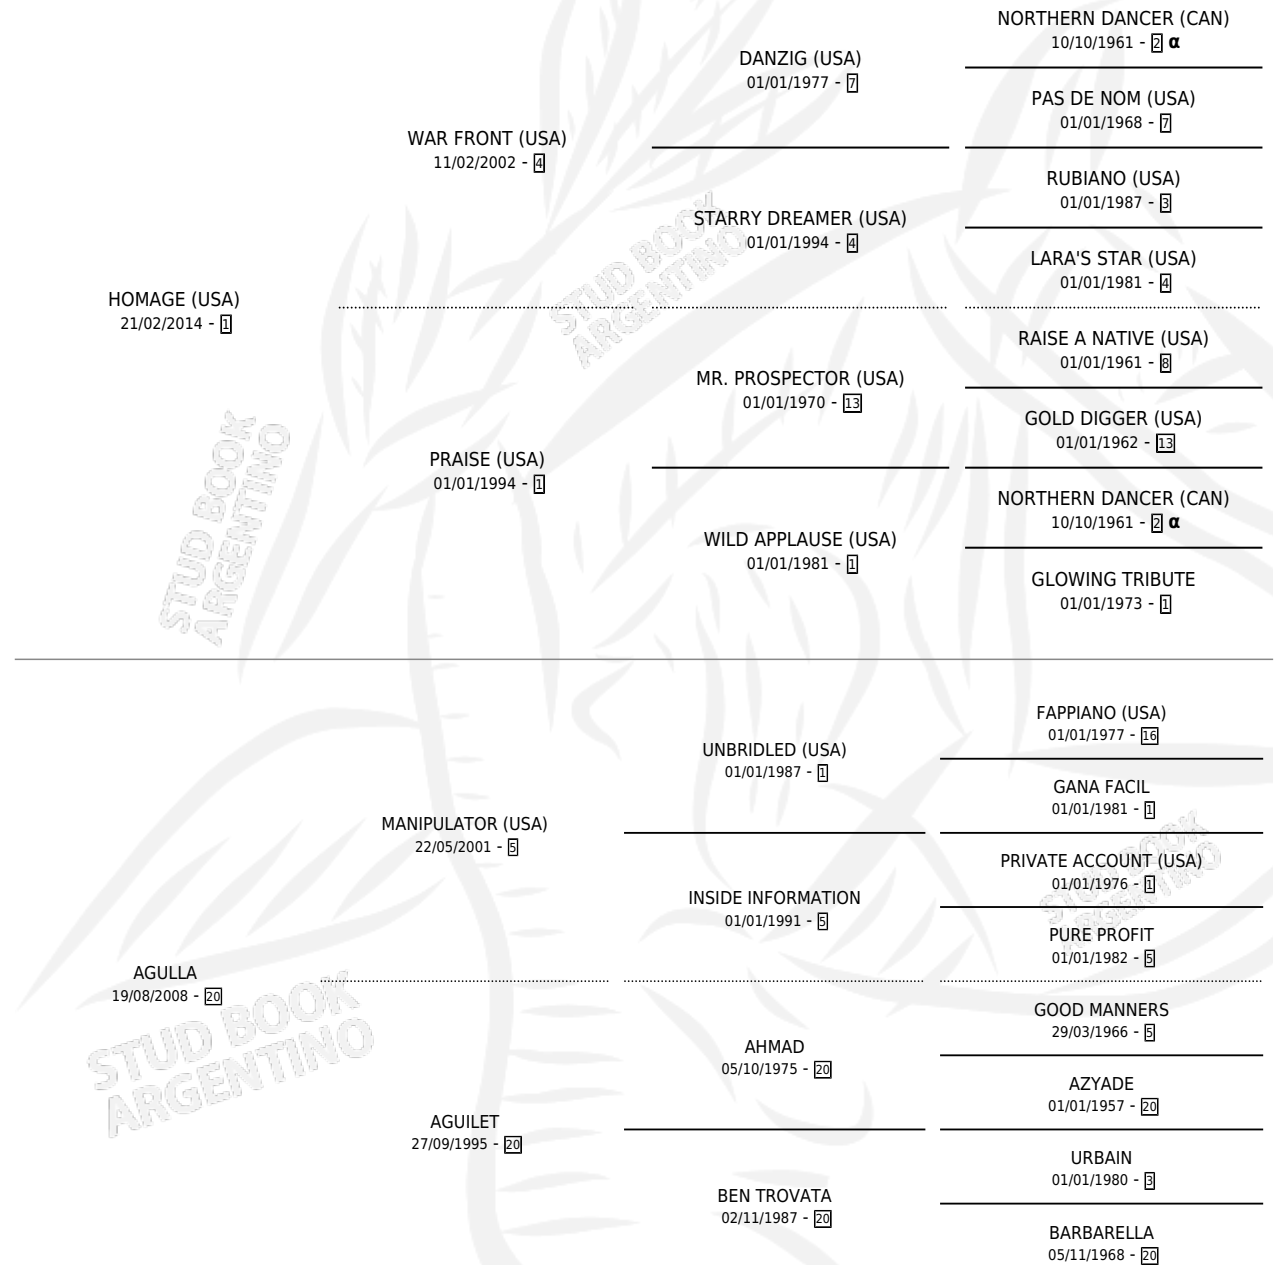 NORTHERN DANCER (CAN)
10/10/1961 - 2 α
DANZIG (USA)
01/01/1977 - 7
PAS DE NOM (USA)
01/01/1968 - 7
WAR FRONT (USA)
11/02/2002 - 4
RUBIANO (USA)
01/01/1987 - 3
STARRY DREAMER (USA)
01/01/1994 - 4
LARA'S STAR (USA)
01/01/1981 - 4
HOMAGE (USA)
21/02/2014 - 1
RAISE A NATIVE (USA)
01/01/1961 - 8
MR. PROSPECTOR (USA)
01/01/1970 - 13
GOLD DIGGER (USA)
01/01/1962 - 13
PRAISE (USA)
01/01/1994 - 1
NORTHERN DANCER (CAN)
10/10/1961 - 2 α
WILD APPLAUSE (USA)
01/01/1981 - 1
GLOWING TRIBUTE
01/01/1973 - 1
FAPPIANO (USA)
01/01/1977 - 16
UNBRIDLED (USA)
01/01/1987 - 1
GANA FACIL
01/01/1981 - 1
MANIPULATOR (USA)
22/05/2001 - 5
PRIVATE ACCOUNT (USA)
01/01/1976 - 1
INSIDE INFORMATION
01/01/1991 - 5
PURE PROFIT
01/01/1982 - 5
AGULLA
19/08/2008 - 20
GOOD MANNERS
29/03/1966 - 5
AHMAD
05/10/1975 - 20
AZYADE
01/01/1957 - 20
AGUILET
27/09/1995 - 20
URBAIN
01/01/1980 - 3
BEN TROVATA
02/11/1987 - 20
BARBARELLA
05/11/1968 - 20
STUD BOOK
ARGENTINO
STUD BOOK
ARGENTINO
STUD BOOK
ARGENTINO
STUD BOOK
ARGENTINO